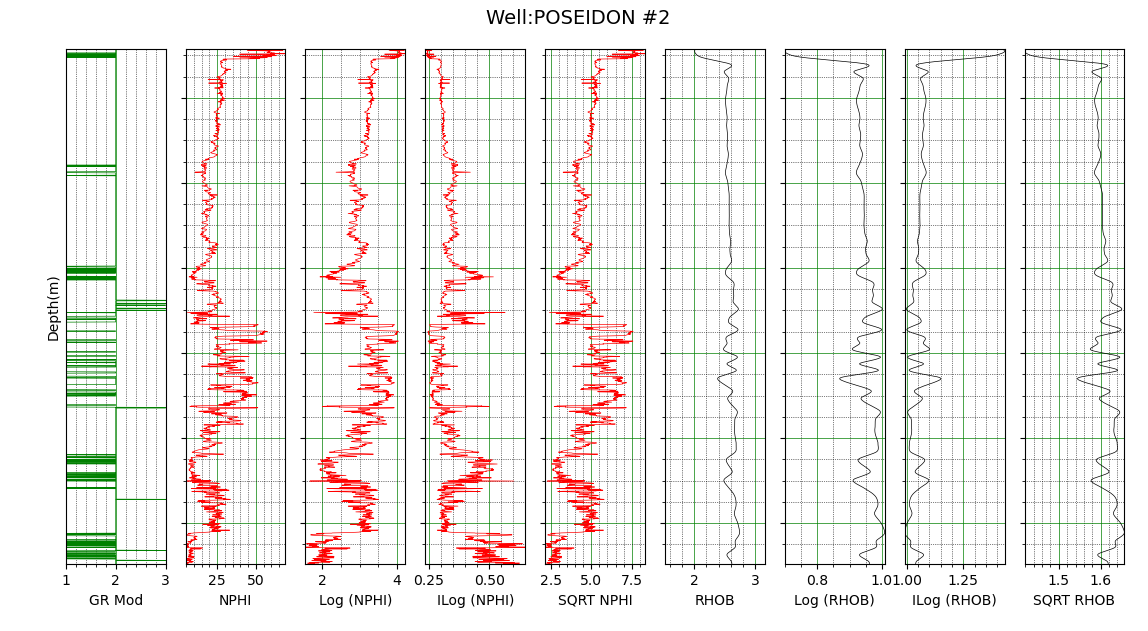 Well:POSEIDON #2
Depth(m)
1 2 3
GR Mod
25 50
NPHI
2 4
Log (NPHI)
0.25 0.50
ILog (NPHI)
2.5 5.0 7.5
SQRT NPHI
2 3
RHOB
0.8 1.0
Log (RHOB)
1.00 1.25
ILog (RHOB)
1.5 1.6
SQRT RHOB